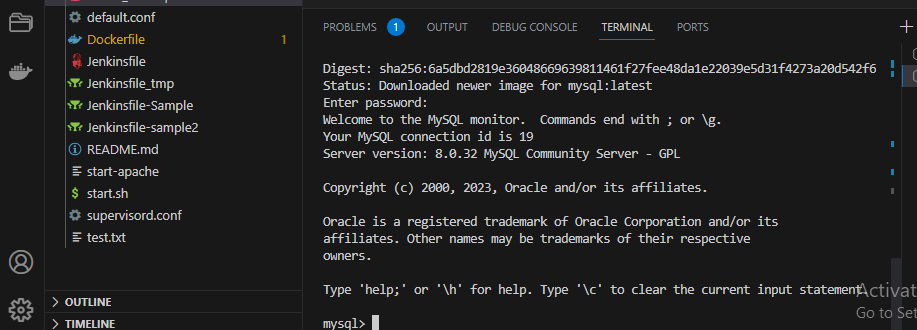 default.conf
Dockerfile 1
Jenkinsfile
Jenkinsfile_tmp
Jenkinsfile-Sample
Jenkinsfile-sample2
README.md
start-apache
$ start.sh
supervisord.conf
test.txt
OUTLINE
TIMELINE
PROBLEMS 1 OUTPUT DEBUG CONSOLE TERMINAL PORTS
Digest: sha256:6a5dbd2819e36048669639811461f27fee48da1e22039e5d31f4273a20d542f6
Status: Downloaded newer image for mysql:latest
Enter password:
Welcome to the MySQL monitor.  Commands end with ; or \g.
Your MySQL connection id is 19
Server version: 8.0.32 MySQL Community Server - GPL
Copyright (c) 2000, 2023, Oracle and/or its affiliates.
Oracle is a registered trademark of Oracle Corporation and/or its
affiliates. Other names may be trademarks of their respective
owners.
Type 'help;' or '\h' for help. Type '\c' to clear the current input statement.
mysql>
Activat
Go to Set